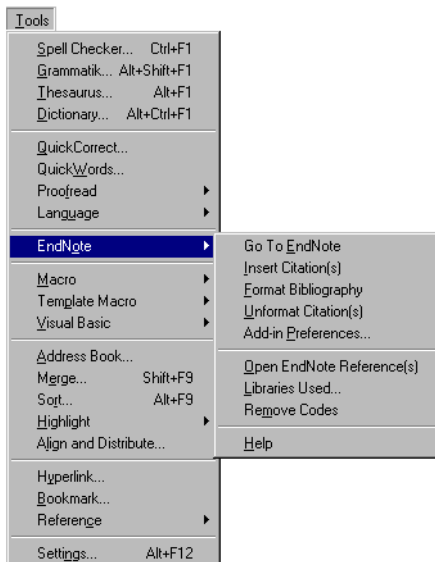 Tools
Spell Checker... Ctrl+F1
Grammatik... Alt+Shift+F1
Thesaurus... Alt+F1
Dictionary... Alt+Ctrl+F1
QuickCorrect...
QuickWords...
Proofread
Language
EndNote
Macro
Template Macro
Visual Basic
Address Book...
Merge... Shift+F9
Sort... Alt+F9
Highlight
Align and Distribute...
Hyperlink...
Bookmark...
Reference
Settings... Alt+F12
Go To EndNote
Insert Citation(s)
Format Bibliography
Unformat Citation(s)
Add-in Preferences...
Open EndNote Reference(s)
Libraries Used...
Remove Codes
Help